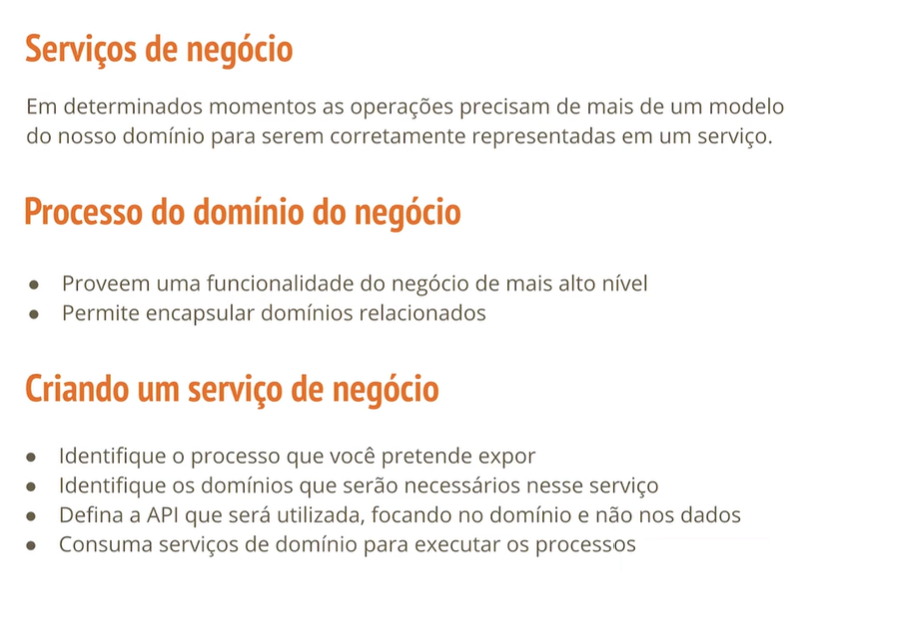 Serviços de negócio
Em determinados momentos as operações precisam de mais de um modelo
do nosso domínio para serem corretamente representadas em um serviço.
Processo do domínio do negócio
● Proveem uma funcionalidade do negócio de mais alto nível
● Permite encapsular domínios relacionados
Criando um serviço de negócio
● Identifique o processo que você pretende expor
● Identifique os domínios que serão necessários nesse serviço
● Defina a API que será utilizada, focando no domínio e não nos dados
● Consuma serviços de domínio para executar os processos